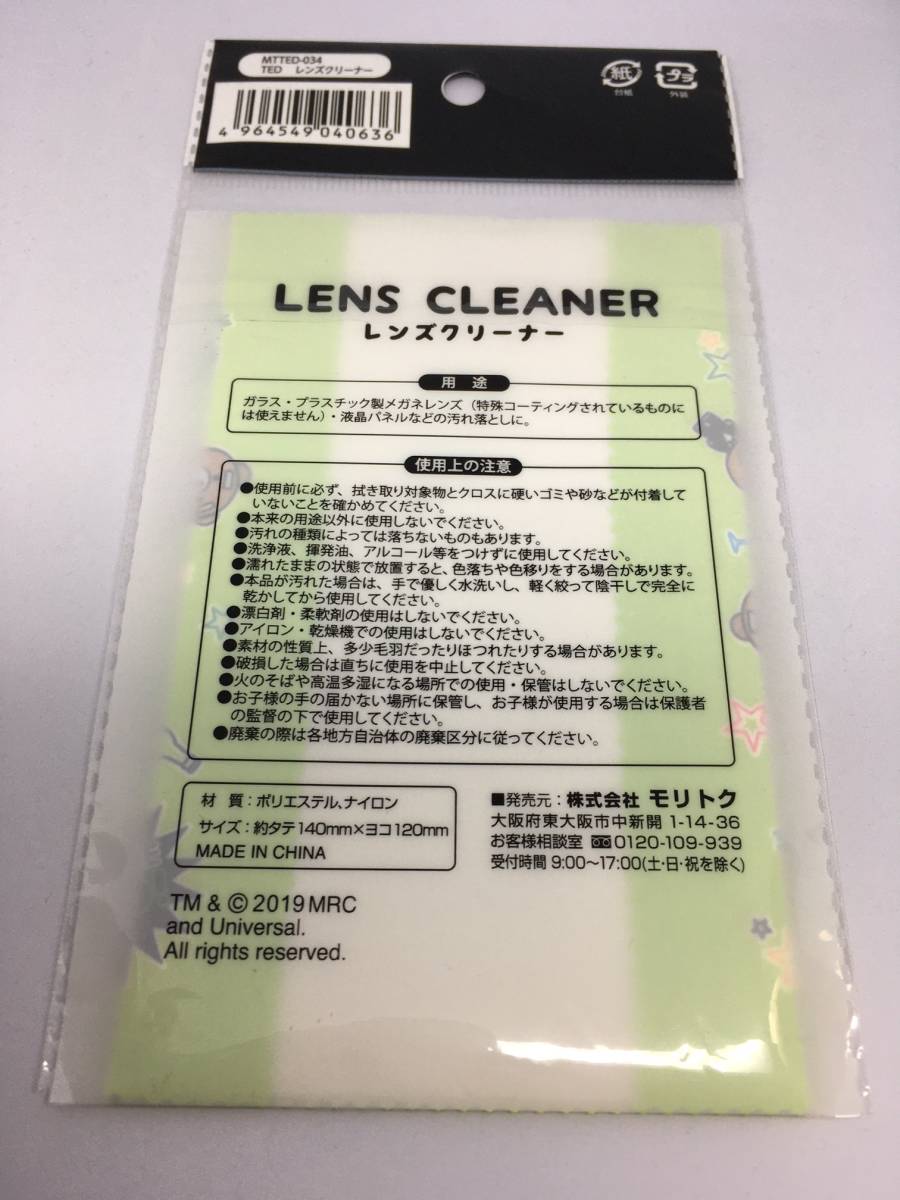 MTTED-034
TED レンズクリーナー
4 964549 040636
紙
台紙
プラ
外装
LENS CLEANER
レンズクリーナー
用途
ガラス・プラスチック製メガネレンズ（特殊コーティングされているものに
は使えません）・液晶パネルなどの汚れ落としに。
使用上の注意
●使用前に必ず、拭き取り対象物とクロスに硬いゴミや砂などが付着して
いないことを確かめてください。
●本来の用途以外に使用しないでください。
●汚れの種類によっては落ちないものもあります。
●洗浄液、揮発油、アルコール等をつけずに使用してください。
●濡れたままの状態で放置すると、色落ちや色移りをする場合があります。
●本品が汚れた場合は、手で優しく水洗いし、軽く絞って陰干しで完全に
乾かしてから使用してください。
●漂白剤・柔軟剤の使用はしないでください。
●アイロン・乾燥機での使用はしないでください。
●素材の性質上、多少毛羽だったりほつれたりする場合があります。
●破損した場合は直ちに使用を中止してください。
●火のそばや高温多湿になる場所での使用・保管はしないでください。
●お子様の手の届かない場所に保管し、お子様が使用する場合は保護者
の監督の下で使用してください。
●廃棄の際は各地方自治体の廃棄区分に従ってください。
材 質：ポリエステル、ナイロン
サイズ：約タテ140mm×ヨコ120mm
MADE IN CHINA
■発売元：株式会社 モリトク
大阪府東大阪市中新開 1-14-36
お客様相談室 0120-109-939
受付時間 9:00〜17:00(土・日・祝を除く)
TM & © 2019 MRC
and Universal.
All rights reserved.